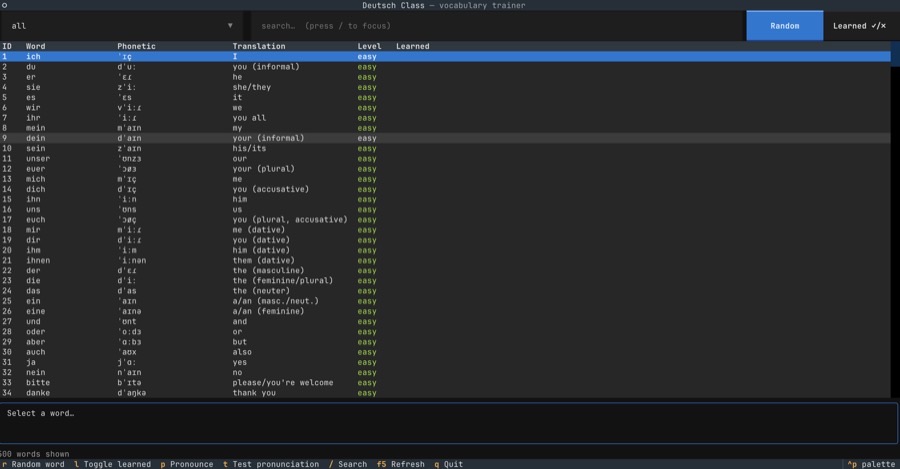 Deutsch Class — vocabulary trainer
all ▼ search… (press / to focus) Random Learned ✓/✗
ID Word Phonetic Translation Level Learned
1 ich ˈɪç I easy
2 du dˈuː you (informal) easy
3 er ˈɛɾ he easy
4 sie zˈiː she/they easy
5 es ˈɛs it easy
6 wir vˈiːɾ we easy
7 ihr ˈiːɾ you all easy
8 mein mˈaɪn my easy
9 dein dˈaɪn your (informal) easy
10 sein zˈaɪn his/its easy
11 unser ˈʊnzɜ our easy
12 euer ˈɔøɜ your (plural) easy
13 mich mˈɪç me easy
14 dich dˈɪç you (accusative) easy
15 ihn ˈiːn him easy
16 uns ˈʊns us easy
17 euch ˈɔøç you (plural, accusative) easy
18 mir mˈiːɾ me (dative) easy
19 dir dˈiːɾ you (dative) easy
20 ihm ˈiːm him (dative) easy
21 ihnen ˈiːnən them (dative) easy
22 der dˈɛɾ the (masculine) easy
23 die dˈiː the (feminine/plural) easy
24 das dˈas the (neuter) easy
25 ein ˈaɪn a/an (masc./neut.) easy
26 eine ˈaɪnə a/an (feminine) easy
27 und ˈʊnt and easy
28 oder ˈoːdɜ or easy
29 aber ˈɑːbɜ but easy
30 auch ˈaʊx also easy
31 ja jˈɑː yes easy
32 nein nˈaɪn no easy
33 bitte bˈɪtə please/you're welcome easy
34 danke dˈaŋkə thank you easy
Select a word…
500 words shown
r Random word l Toggle learned p Pronounce t Test pronunciation / Search f5 Refresh q Quit ^p palette